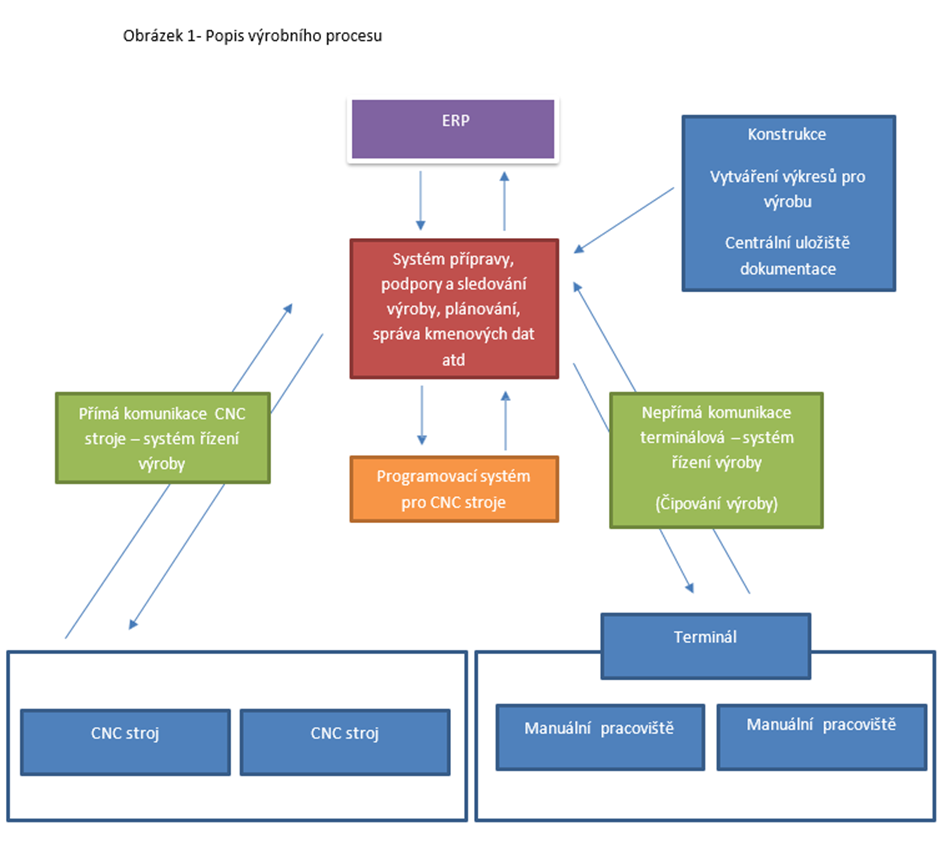 Obrázek 1- Popis výrobního procesu
ERP
Konstrukce
Vytváření výkresů pro
výrobu
Centrální uložiště
dokumentace
Systém přípravy,
podpory a sledování
výroby, plánování,
správa kmenových dat
atd
Přímá komunikace CNC
stroje – systém řízení
výroby
Nepřímá komunikace
terminálová – systém
řízení výroby
(Čipování výroby)
Programovací systém
pro CNC stroje
Terminál
CNC stroj
CNC stroj
Manuální pracoviště
Manuální pracoviště